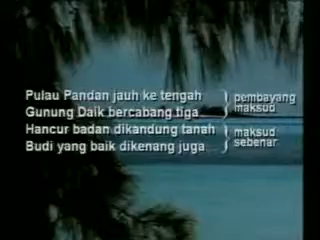 Pulau Pandan jauh ke tengah
Gunung Daik bercabang tiga
pembayang
maksud
Hancur badan dikandung tanah
Budi yang baik dikenang juga
maksud
sebenar